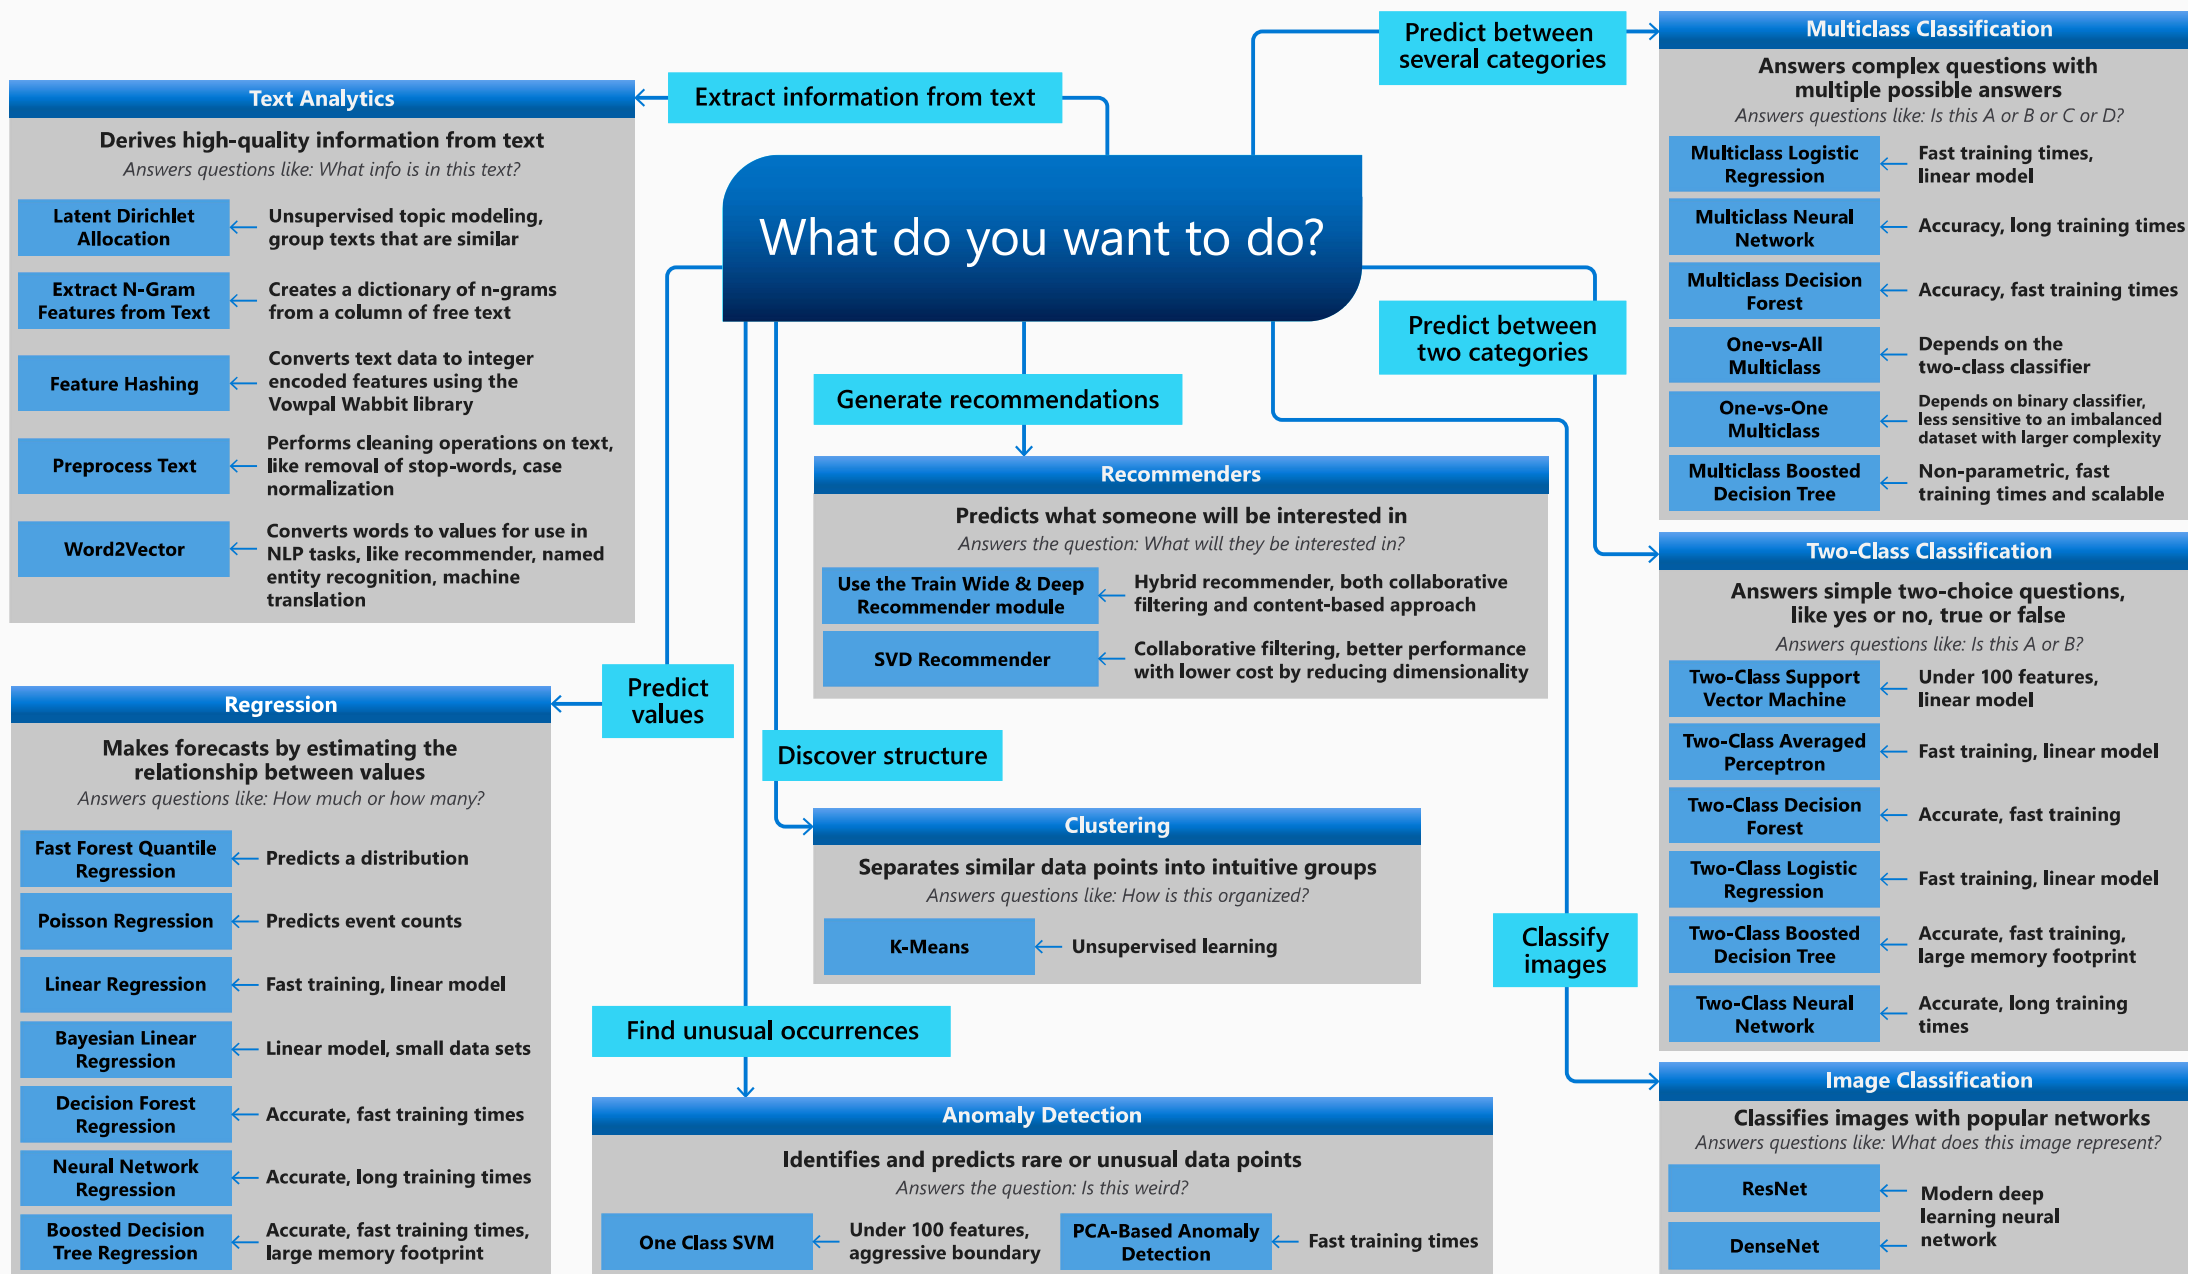 What do you want to do?
Extract information from text
Text Analytics
Derives high-quality information from text
Answers questions like: What info is in this text?
Latent Dirichlet
Allocation
Unsupervised topic modeling,
group texts that are similar
Extract N-Gram
Features from Text
Creates a dictionary of n-grams
from a column of free text
Feature Hashing
Converts text data to integer
encoded features using the
Vowpal Wabbit library
Preprocess Text
Performs cleaning operations on text,
like removal of stop-words, case
normalization
Word2Vector
Converts words to values for use in
NLP tasks, like recommender, named
entity recognition, machine
translation
Predict
values
Regression
Makes forecasts by estimating the
relationship between values
Answers questions like: How much or how many?
Fast Forest Quantile
Regression
Predicts a distribution
Poisson Regression
Predicts event counts
Linear Regression
Fast training, linear model
Bayesian Linear
Regression
Linear model, small data sets
Decision Forest
Regression
Accurate, fast training times
Neural Network
Regression
Accurate, long training times
Boosted Decision
Tree Regression
Accurate, fast training times,
large memory footprint
Generate recommendations
Recommenders
Predicts what someone will be interested in
Answers the question: What will they be interested in?
Use the Train Wide & Deep
Recommender module
Hybrid recommender, both collaborative
filtering and content-based approach
SVD Recommender
Collaborative filtering, better performance
with lower cost by reducing dimensionality
Discover structure
Clustering
Separates similar data points into intuitive groups
Answers questions like: How is this organized?
K-Means
Unsupervised learning
Find unusual occurrences
Anomaly Detection
Identifies and predicts rare or unusual data points
Answers the question: Is this weird?
One Class SVM
Under 100 features,
aggressive boundary
PCA-Based Anomaly
Detection
Fast training times
Predict between
several categories
Multiclass Classification
Answers complex questions with
multiple possible answers
Answers questions like: Is this A or B or C or D?
Multiclass Logistic
Regression
Fast training times,
linear model
Multiclass Neural
Network
Accuracy, long training times
Multiclass Decision
Forest
Accuracy, fast training times
One-vs-All
Multiclass
Depends on the
two-class classifier
One-vs-One
Multiclass
Depends on binary classifier,
less sensitive to an imbalanced
dataset with larger complexity
Multiclass Boosted
Decision Tree
Non-parametric, fast
training times and scalable
Predict between
two categories
Two-Class Classification
Answers simple two-choice questions,
like yes or no, true or false
Answers questions like: Is this A or B?
Two-Class Support
Vector Machine
Under 100 features,
linear model
Two-Class Averaged
Perceptron
Fast training, linear model
Two-Class Decision
Forest
Accurate, fast training
Two-Class Logistic
Regression
Fast training, linear model
Two-Class Boosted
Decision Tree
Accurate, fast training,
large memory footprint
Two-Class Neural
Network
Accurate, long training
times
Classify
images
Image Classification
Classifies images with popular networks
Answers questions like: What does this image represent?
ResNet
DenseNet
Modern deep
learning neural
network